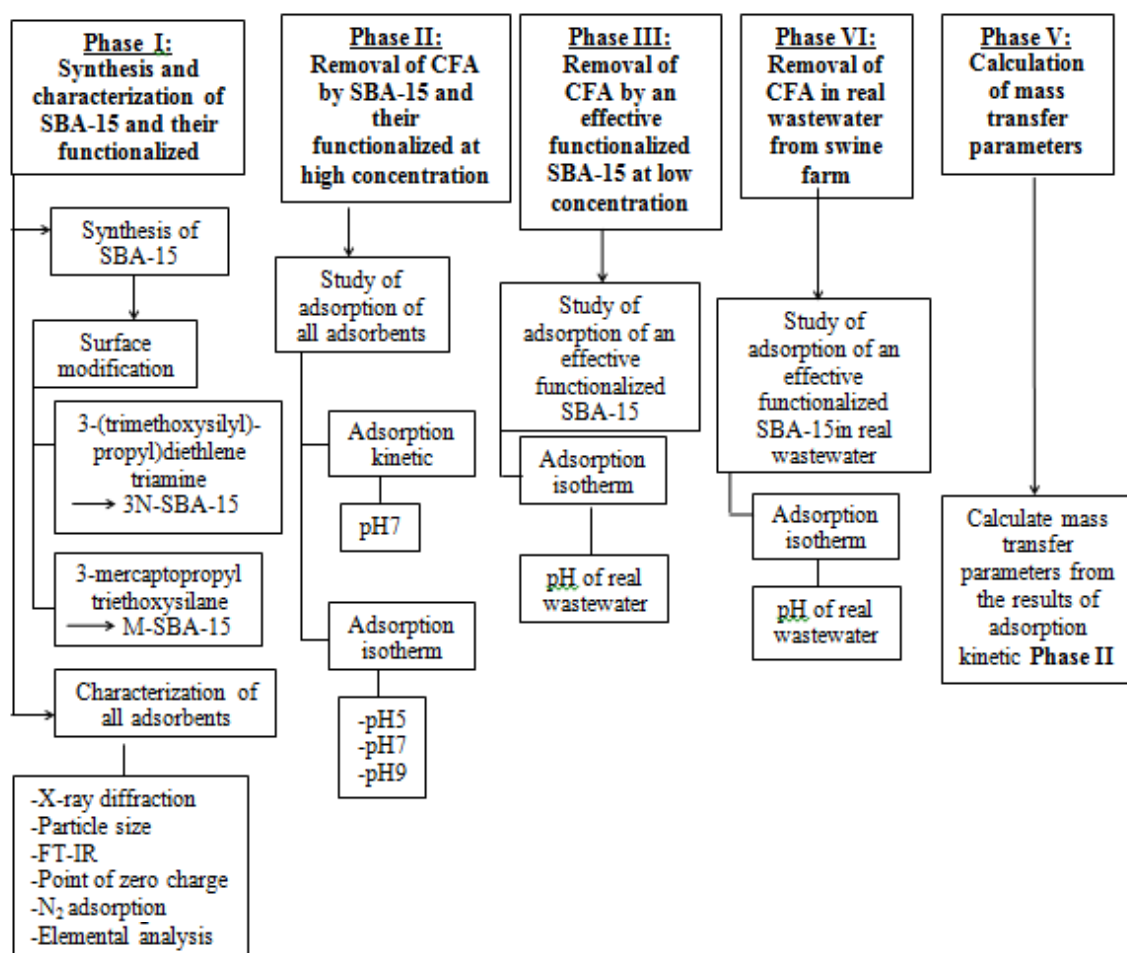 Phase I:
Synthesis and
characterization of
SBA-15 and their
functionalized
Synthesis of
SBA-15
Surface
modification
3-(trimethoxysilyl)-
propyl)diethlene
triamine
3N-SBA-15
3-mercaptopropyl
triethoxysilane
M-SBA-15
Characterization of
all adsorbents
-X-ray diffraction
-Particle size
-FT-IR
-Point of zero charge
-N₂ adsorption
-Elemental analysis
Phase II:
Removal of CFA
by SBA-15 and
their
functionalized at
high concentration
Study of
adsorption of
all adsorbents
Adsorption
kinetic
pH7
Adsorption
isotherm
-pH5
-pH7
-pH9
Phase III:
Removal of
CFA by an
effective
functionalized
SBA-15 at low
concentration
Study of
adsorption of an
effective
functionalized
SBA-15
Adsorption
isotherm
pH of real
wastewater
Phase VI:
Removal of
CFA in real
wastewater
from swine
farm
Study of
adsorption of an
effective
functionalized
SBA-15in real
wastewater
Adsorption
isotherm
pH of real
wastewater
Phase V:
Calculation
of mass
transfer
parameters
Calculate mass
transfer
parameters from
the results of
adsorption
kinetic Phase II